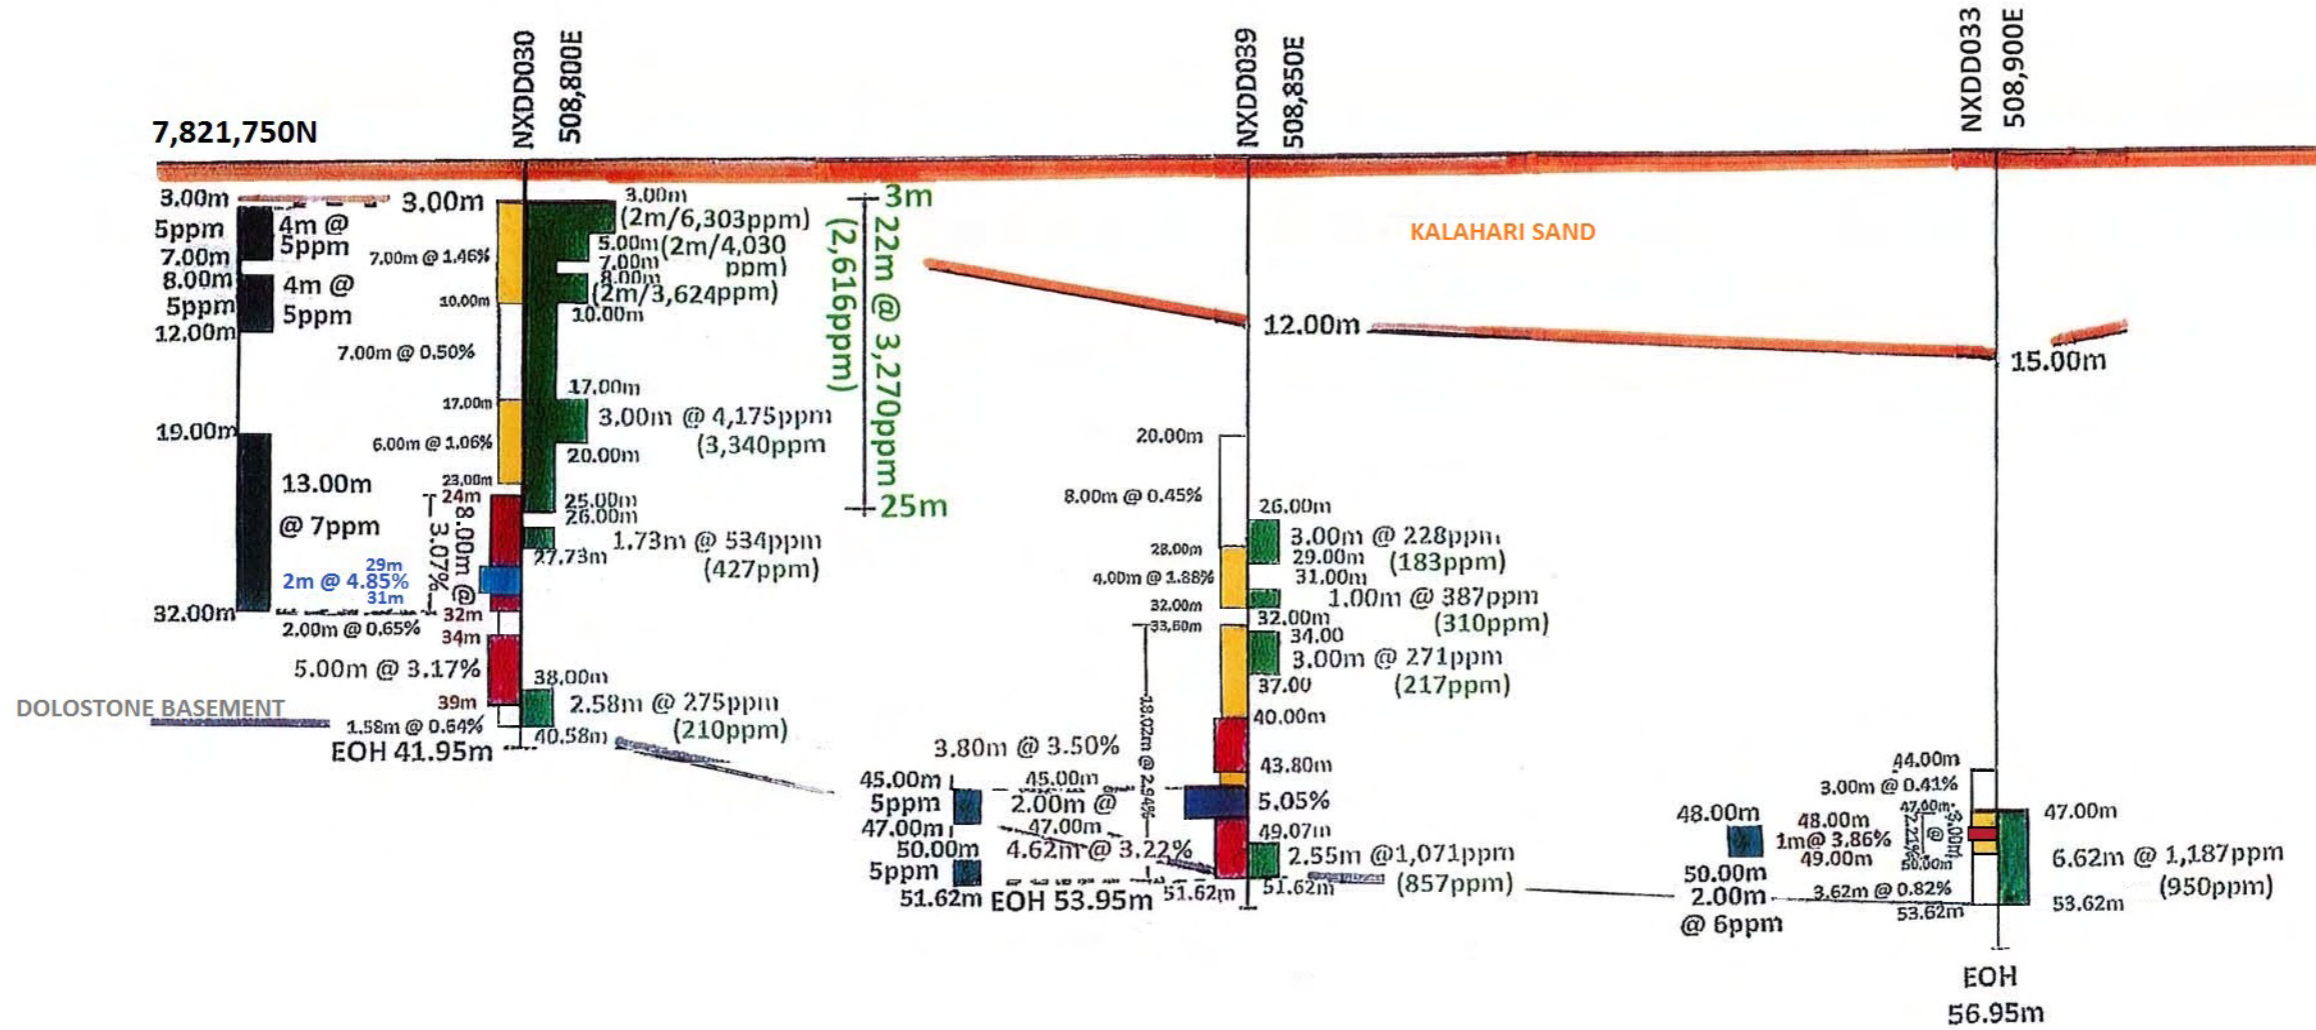 NXDD030
508,800E
NXDD039
508,850E
NXDD033
508,900E
7,821,750N
KALAHARI SAND
DOLOSTONE BASEMENT
3.00m
5ppm
7.00m
8.00m
5ppm
12.00m
19.00m
32.00m
4m @
5ppm
4m @
5ppm
13.00m
@ 7ppm
29m
2m @ 4.85%
31m
3.00m
7.00m @ 1.46%
10.00m
7.00m @ 0.50%
17.00m
6.00m @ 1.06%
23.00m
24m
8.00m @
3.07%
32m
2.00m @ 0.65%
34m
5.00m @ 3.17%
39m
1.58m @ 0.64%
EOH 41.95m
3.00m
(2m/6,303ppm)
5.00m(2m/4,030
7.00m ppm)
8.00m
(2m/3,624ppm)
10.00m
17.00m
3.00m @ 4,175ppm
(3,340ppm
20.00m
25.00m
26.00m
1.73m @ 534ppm
27.73m
(427ppm)
38.00m
2.58m @ 275ppm
(210ppm)
40.58m
3m
22m @ 3,270ppm
(2,616ppm)
25m
12.00m
20.00m
8.00m @ 0.45%
28.00m
4.00m @ 1.88%
32.00m
33.60m
18.02m @ 2.94%
26.00m
3.00m @ 228ppm
29.00m (183ppm)
31.00m
1.00m @ 387ppm
32.00m (310ppm)
34.00
3.00m @ 271ppm
37.00 (217ppm)
40.00m
3.80m @ 3.50%
43.80m
45.00m
5ppm
47.00m
50.00m
5ppm
51.62m
45.00m
2.00m @
5.05%
47.00m
49.07m
4.62m @ 3.22%
2.55m @1,071ppm
(857ppm)
51.62m
51.62m
EOH 53.95m
15.00m
44.00m
3.00m @ 0.41%
47.00m
47.00m
48.00m
48.00m
1m@ 3.86%
49.00m
50.00m
50.00m
2.00m
@ 6ppm
3.62m @ 0.82%
53.62m
6.62m @ 1,187ppm
(950ppm)
53.62m
EOH
56.95m